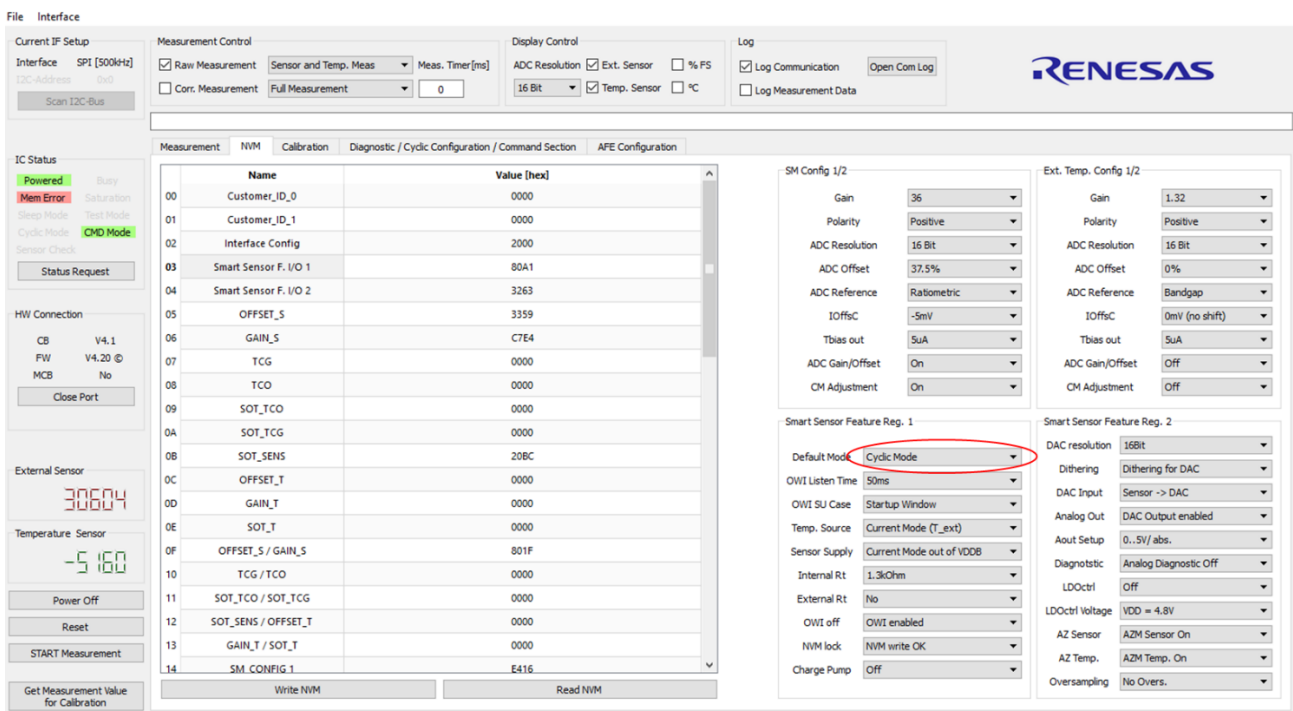 File Interface
Current IF Setup
Interface SPI [500kHz]
I2C-Address 0x0
Scan I2C-Bus
Measurement Control
Raw Measurement Sensor and Temp. Meas Meas. Timer[ms]
Corr. Measurement Full Measurement 0
Display Control
ADC Resolution Ext. Sensor % FS
16 Bit Temp. Sensor °C
Log
Log Communication Open Com Log
Log Measurement Data
RENESAS
IC Status
Powered Busy
Mem Error Saturation
Sleep Mode Test Mode
Cyclic Mode CMD Mode
Sensor Check
Status Request
HW Connection
CB V4.1
FW V4.20 ©
MCB No
Close Port
External Sensor
30604
Temperature Sensor
-5160
Power Off
Reset
START Measurement
Get Measurement Value
for Calibration
Measurement NVM Calibration Diagnostic / Cyclic Configuration / Command Section AFE Configuration
Name Value [hex]
00 Customer_ID_0 0000
01 Customer_ID_1 0000
02 Interface Config 2000
03 Smart Sensor F. I/O 1 80A1
04 Smart Sensor F. I/O 2 3263
05 OFFSET_S 3359
06 GAIN_S C7E4
07 TCG 0000
08 TCO 0000
09 SOT_TCO 0000
0A SOT_TCG 0000
0B SOT_SENS 20BC
0C OFFSET_T 0000
0D GAIN_T 0000
0E SOT_T 0000
0F OFFSET_S / GAIN_S 801F
10 TCG / TCO 0000
11 SOT_TCO / SOT_TCG 0000
12 SOT_SENS / OFFSET_T 0000
13 GAIN_T / SOT_T 0000
14 SM_CONFIG 1 E416
Write NVM Read NVM
SM Config 1/2
Gain 36
Polarity Positive
ADC Resolution 16 Bit
ADC Offset 37.5%
ADC Reference Ratiometric
IOffsC -5mV
Tbias out 5uA
ADC Gain/Offset On
CM Adjustment On
Ext. Temp. Config 1/2
Gain 1.32
Polarity Positive
ADC Resolution 16 Bit
ADC Offset 0%
ADC Reference Bandgap
IOffsC 0mV (no shift)
Tbias out 5uA
ADC Gain/Offset Off
CM Adjustment Off
Smart Sensor Feature Reg. 1
Default Mode Cyclic Mode
OWI Listen Time 50ms
OWI SU Case Startup Window
Temp. Source Current Mode (T_ext)
Sensor Supply Current Mode out of VDDB
Internal Rt 1.3kOhm
External Rt No
OWI off OWI enabled
NVM lock NVM write OK
Charge Pump Off
Smart Sensor Feature Reg. 2
DAC resolution 16Bit
Dithering Dithering for DAC
DAC Input Sensor -> DAC
Analog Out DAC Output enabled
Aout Setup 0..5V/ abs.
Diagnotstic Analog Diagnostic Off
LDOctrl Off
LDOctrl Voltage VDD = 4.8V
AZ Sensor AZM Sensor On
AZ Temp. AZM Temp. On
Oversampling No Overs.